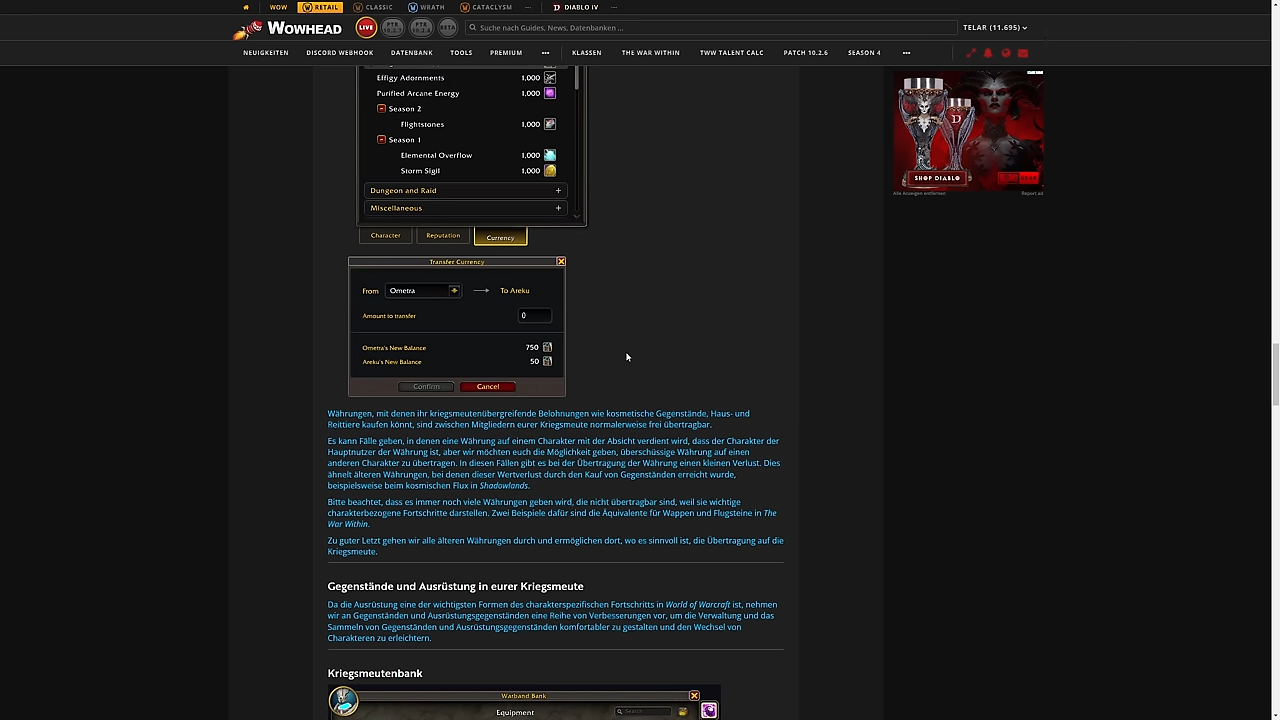 WOW
RETAIL
CLASSIC
WRATH
CATACLYSM
DIABLO IV
WOWHEAD
LIVE
PTR
PTR
BETA
Suche nach Guides, News, Datenbanken ...
TELAR (11.695)
NEUIGKEITEN
DISCORD WEBHOOK
DATENBANK
TOOLS
PREMIUM
KLASSEN
THE WAR WITHIN
TWW TALENT CALC
PATCH 10.2.6
SEASON 4
Effigy Adornments 1,000
Purified Arcane Energy 1,000
Season 2
Flightstones 1,000
Season 1
Elemental Overflow 1,000
Storm Sigil 1,000
Dungeon and Raid +
Miscellaneous +
Character
Reputation
Currency
Transfer Currency
From Ometra To Areku
Amount to transfer 0
Ometra's New Balance 750
Areku's New Balance 50
Confirm
Cancel
SHOP DIABLO
Alle Anzeigen entfernen
Report ad
Währungen, mit denen ihr kriegsmeutenübergreifende Belohnungen wie kosmetische Gegenstände, Haus- und
Reittiere kaufen könnt, sind zwischen Mitgliedern eurer Kriegsmeute normalerweise frei übertragbar.
Es kann Fälle geben, in denen eine Währung auf einem Charakter mit der Absicht verdient wird, dass der Charakter der
Hauptnutzer der Währung ist, aber wir möchten euch die Möglichkeit geben, überschüssige Währung auf einen
anderen Charakter zu übertragen. In diesen Fällen gibt es bei der Übertragung der Währung einen kleinen Verlust. Dies
ähnelt älteren Währungen, bei denen dieser Wertverlust durch den Kauf von Gegenständen erreicht wurde,
beispielsweise beim kosmischen Flux in Shadowlands.
Bitte beachtet, dass es immer noch viele Währungen geben wird, die nicht übertragbar sind, weil sie wichtige
charakterbezogene Fortschritte darstellen. Zwei Beispiele dafür sind die Äquivalente für Wappen und Flugsteine in The
War Within.
Zu guter Letzt gehen wir alle älteren Währungen durch und ermöglichen dort, wo es sinnvoll ist, die Übertragung auf die
Kriegsmeute.
Gegenstände und Ausrüstung in eurer Kriegsmeute
Da die Ausrüstung eine der wichtigsten Formen des charakterspezifischen Fortschritts in World of Warcraft ist, nehmen
wir an Gegenständen und Ausrüstungsgegenständen eine Reihe von Verbesserungen vor, um die Verwaltung und das
Sammeln von Gegenständen und Ausrüstungsgegenständen komfortabler zu gestalten und den Wechsel von
Charakteren zu erleichtern.
Kriegsmeutenbank
Warband Bank
Equipment
Search